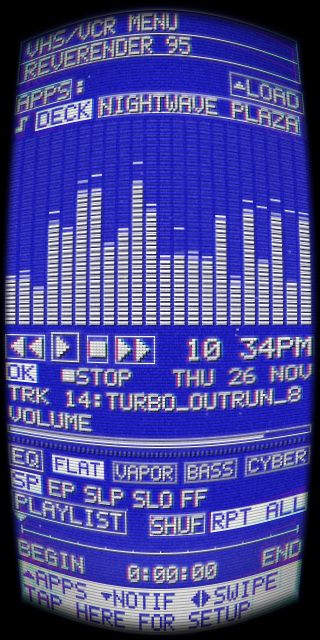 VHS/VCR MENU
REVERENDER 95
APPS: ▲LOAD
♪ DECK NIGHTWAVE PLAZA
10 34PM
OK ■STOP THU 26 NOV
TRK 14:TURBO_OUTRUN_8
VOLUME
EQ FLAT VAPOR BASS CYBER
SP EP SLP SLO FF
PLAYLIST SHUF RPT ALL
BEGIN 0:00:00 END
▲APPS ▼NOTIF ◀▶SWIPE
TAP HERE FOR SETUP